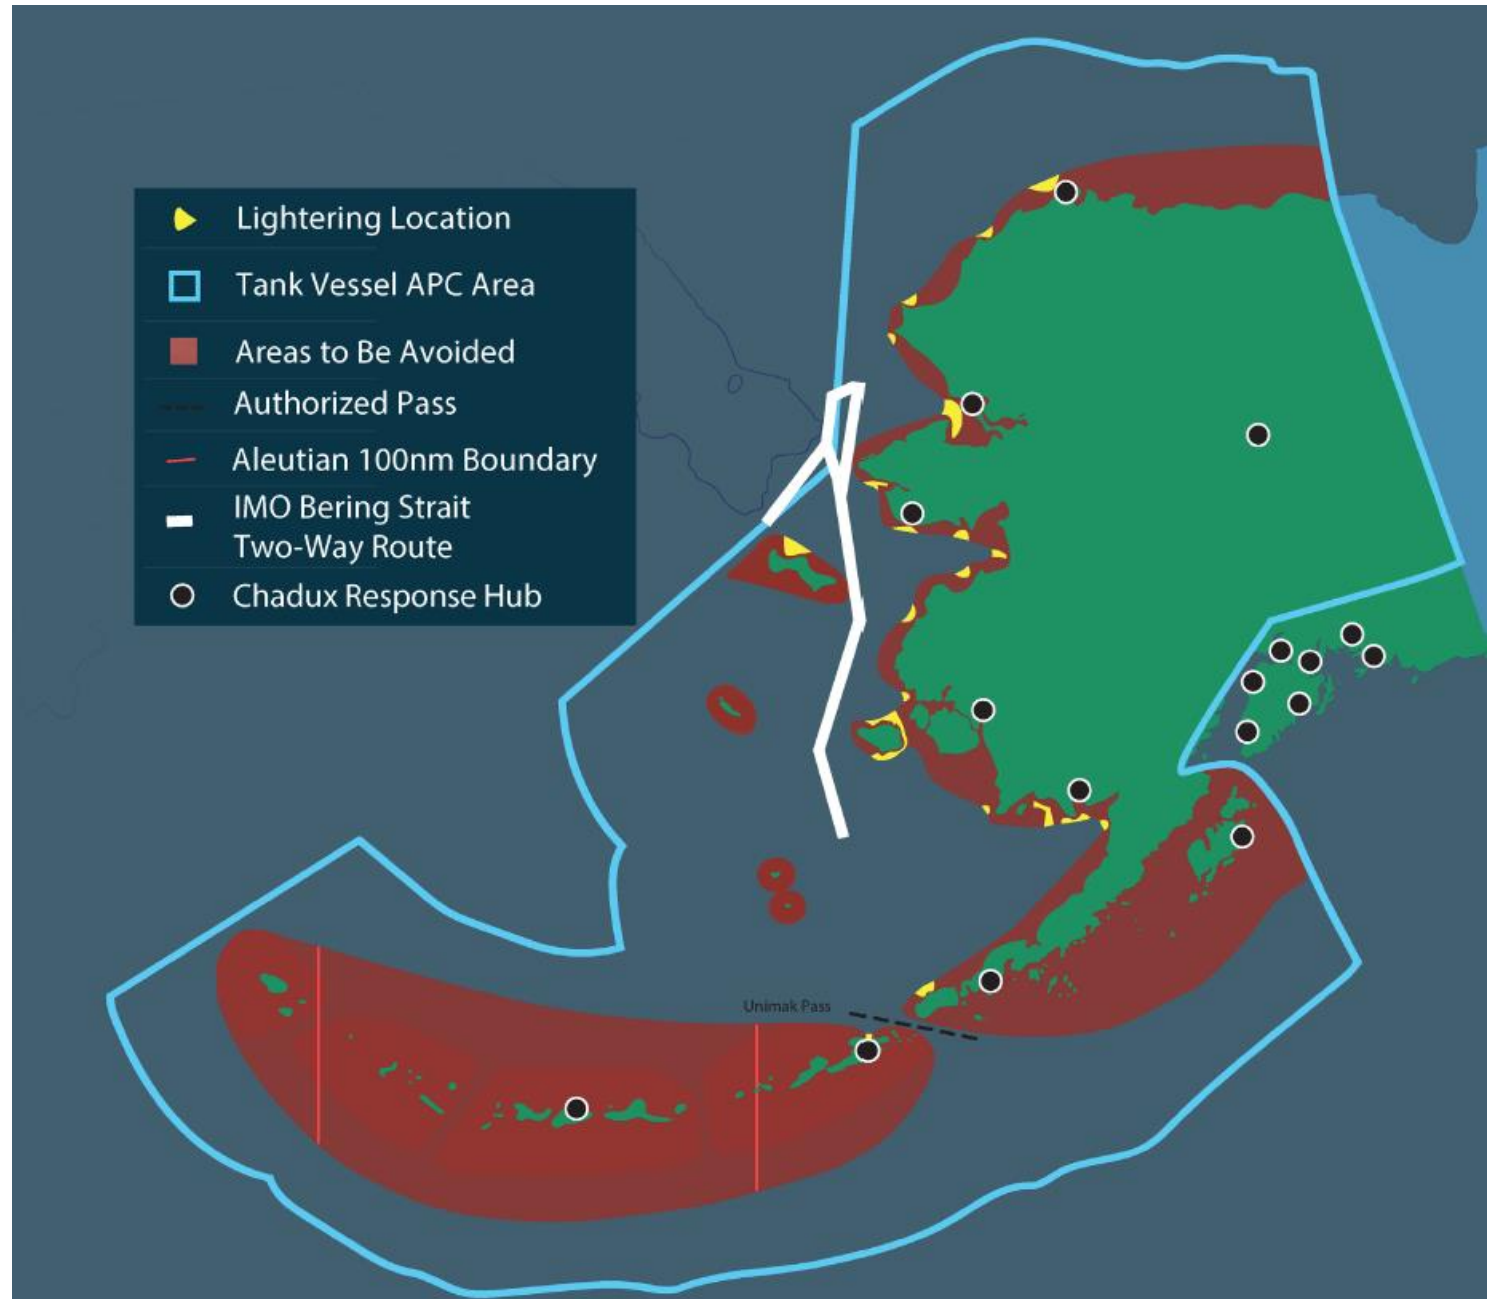 Lightering Location
Tank Vessel APC Area
Areas to Be Avoided
Authorized Pass
Aleutian 100nm Boundary
IMO Bering Strait
Two-Way Route
Chadux Response Hub
Unimak Pass